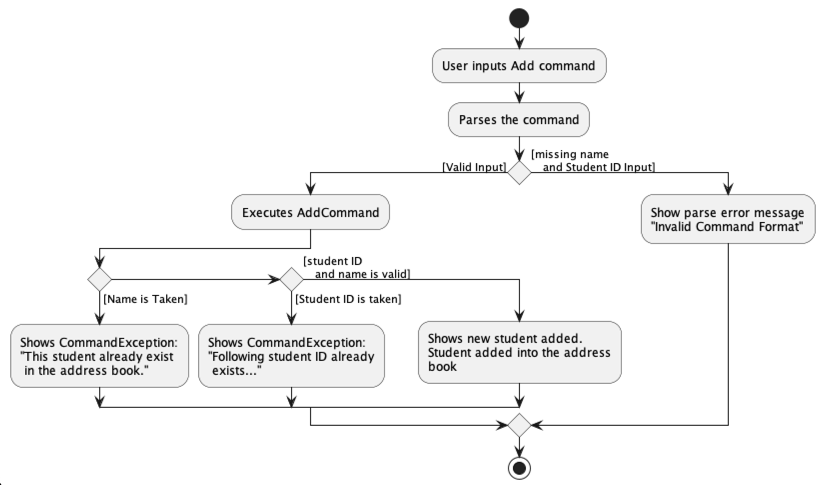 User inputs Add command
Parses the command
[Valid Input]
[missing name
and Student ID Input]
Executes AddCommand
Show parse error message
"Invalid Command Format"
[student ID
and name is valid]
[Name is Taken]
[Student ID is taken]
Shows CommandException:
"This student already exist
in the address book."
Shows CommandException:
"Following student ID already
exists..."
Shows new student added.
Student added into the address
book